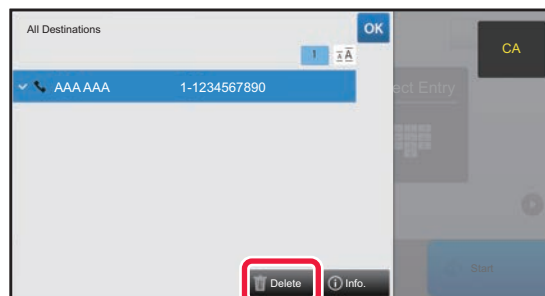 All Destinations
OK
1
AAA AAA 1-1234567890
CA
ect Entry
Start
Delete
Info.